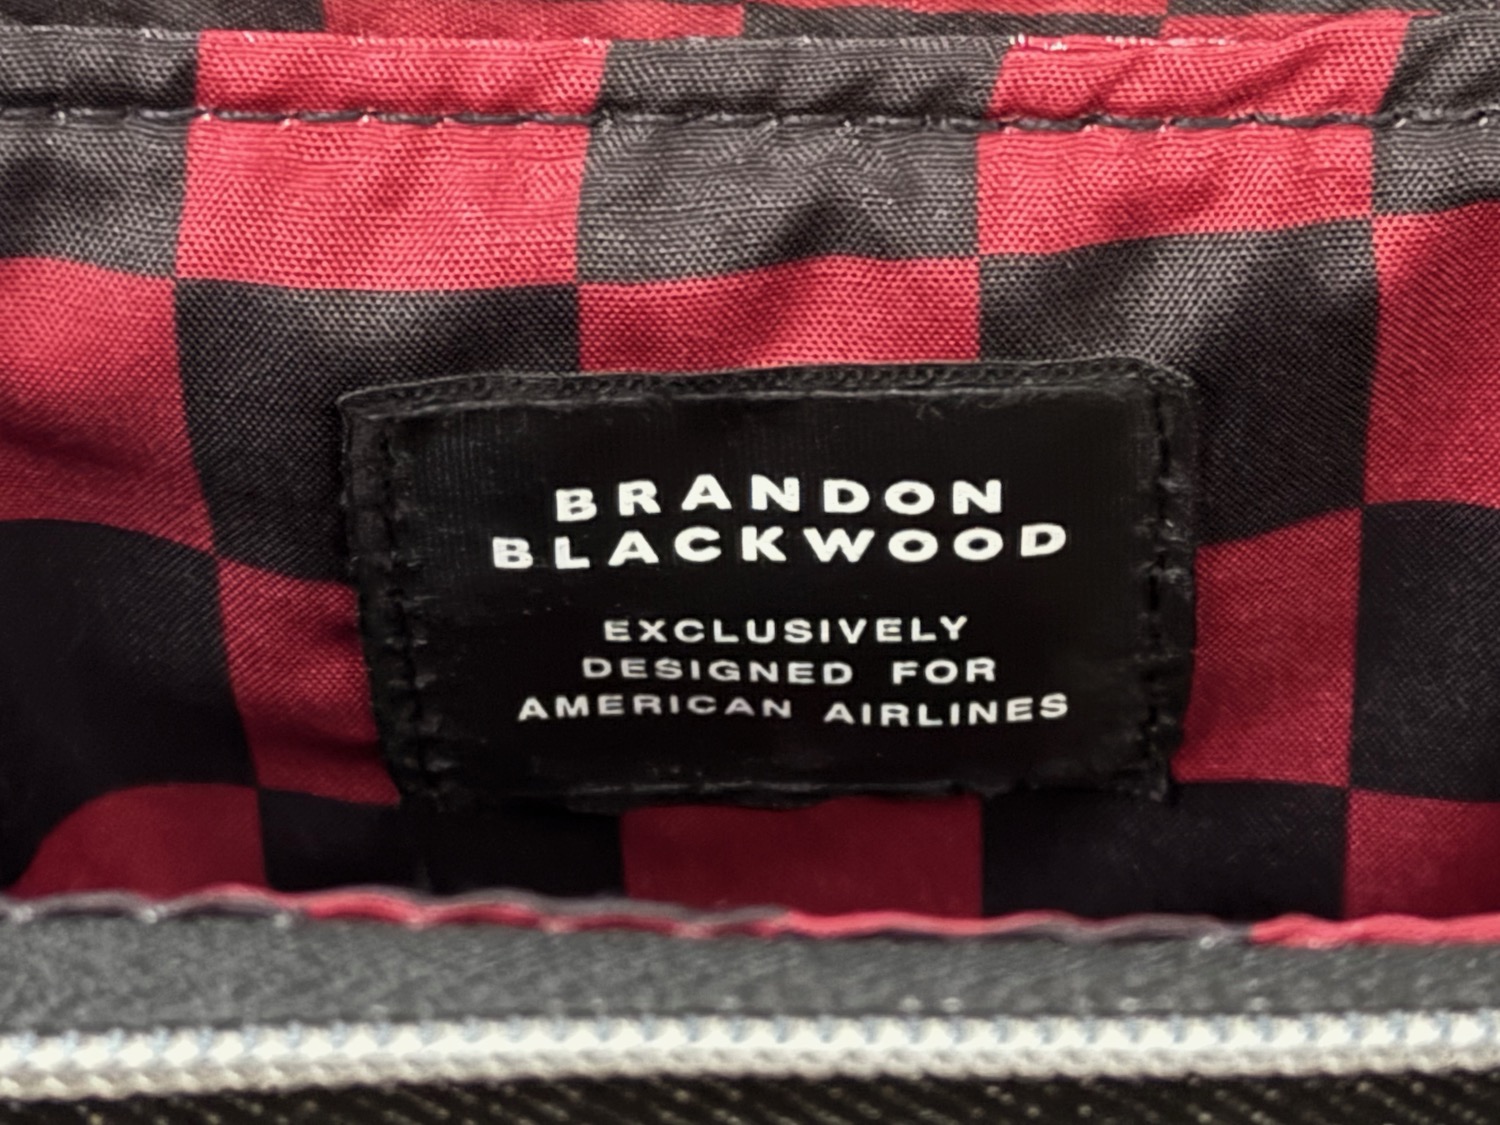 BRANDON
BLACKWOOD
EXCLUSIVELY
DESIGNED FOR
AMERICAN AIRLINES